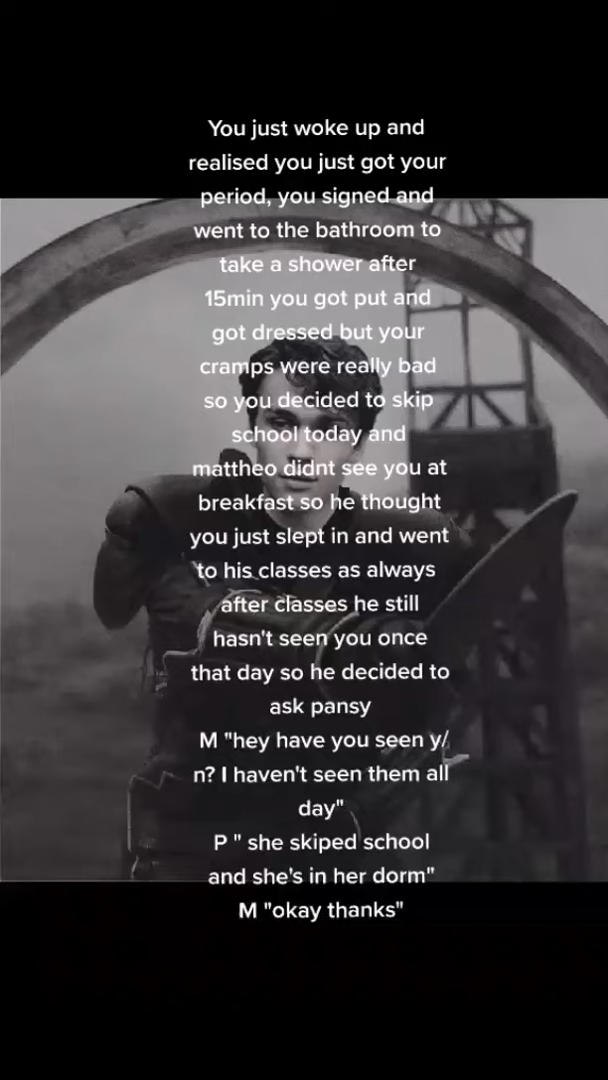 You just woke up and
realised you just got your
period, you signed and
went to the bathroom to
take a shower after
15min you got put and
got dressed but your
cramps were really bad
so you decided to skip
school today and
mattheo didnt see you at
breakfast so he thought
you just slept in and went
to his classes as always
after classes he still
hasn't seen you once
that day so he decided to
ask pansy
M "hey have you seen y/
n? I haven't seen them all
day"
P " she skiped school
and she's in her dorm"
M "okay thanks"